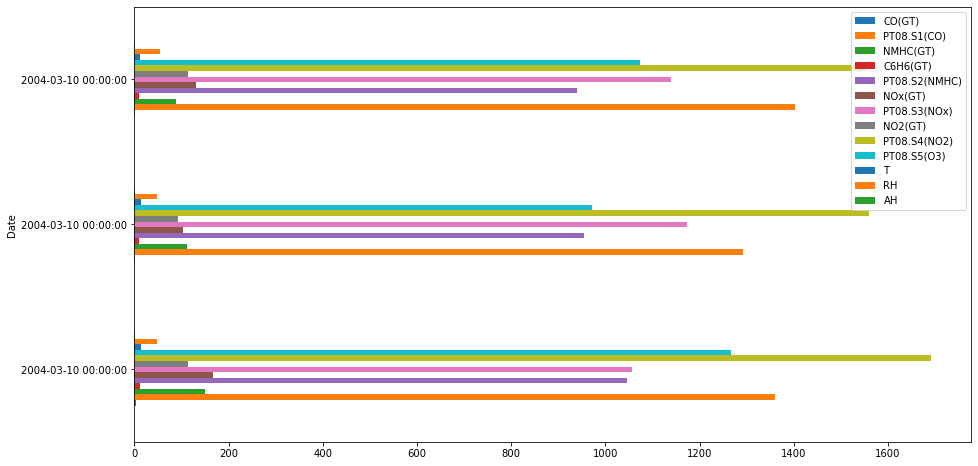 2004-03-10 00:00:00
2004-03-10 00:00:00
2004-03-10 00:00:00
Date
0 200 400 600 800 1000 1200 1400 1600
CO(GT)
PT08.S1(CO)
NMHC(GT)
C6H6(GT)
PT08.S2(NMHC)
NOx(GT)
PT08.S3(NOx)
NO2(GT)
PT08.S4(NO2)
PT08.S5(O3)
T
RH
AH